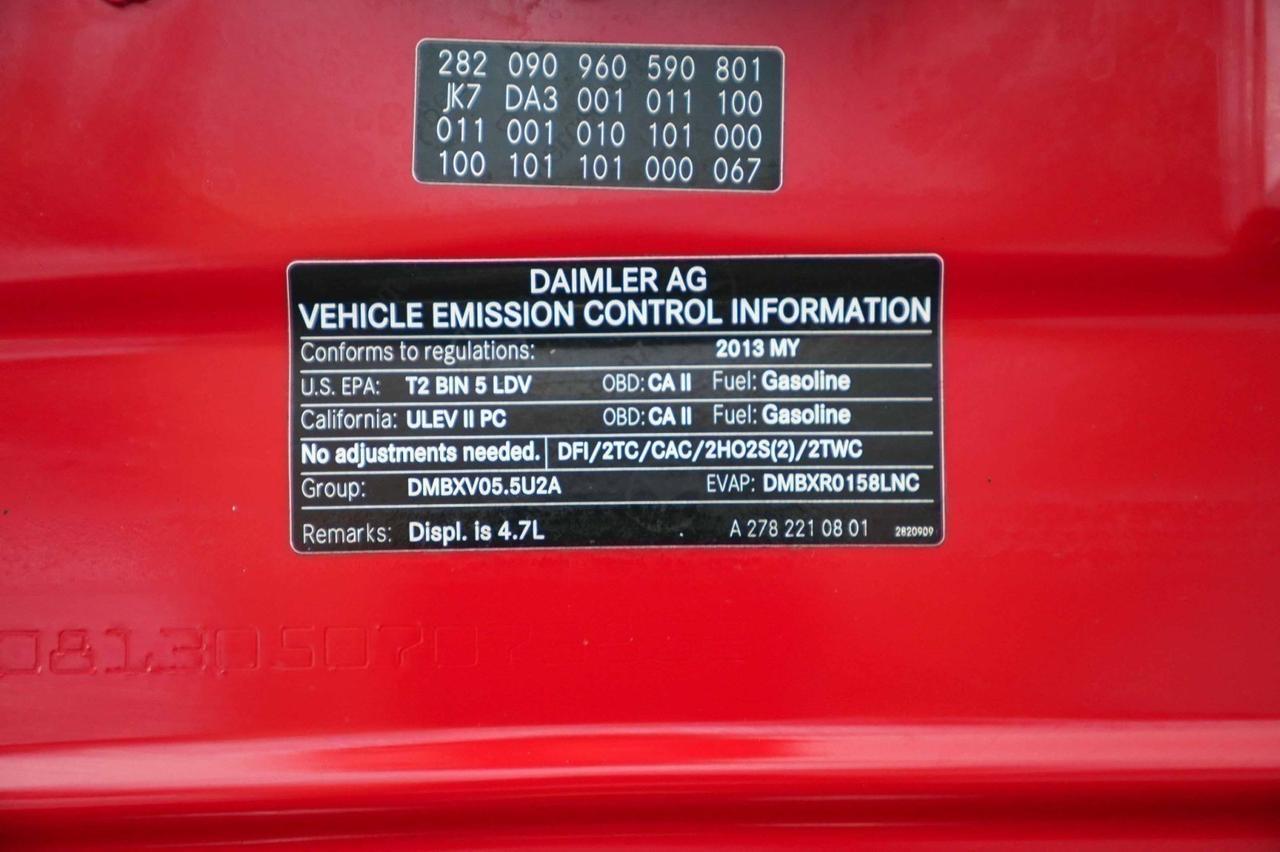 282 090 960 590 801
JK7 DA3 001 011 100
011 001 010 101 000
100 101 101 000 067
DAIMLER AG
VEHICLE EMISSION CONTROL INFORMATION
Conforms to regulations: 2013 MY
U.S. EPA: T2 BIN 5 LDV OBD: CA II Fuel: Gasoline
California: ULEV II PC OBD: CA II Fuel: Gasoline
No adjustments needed. DFI/2TC/CAC/2HO2S(2)/2TWC
Group: DMBXV05.5U2A EVAP: DMBXR0158LNC
Remarks: Displ. is 4.7L A 278 221 08 01 2820909